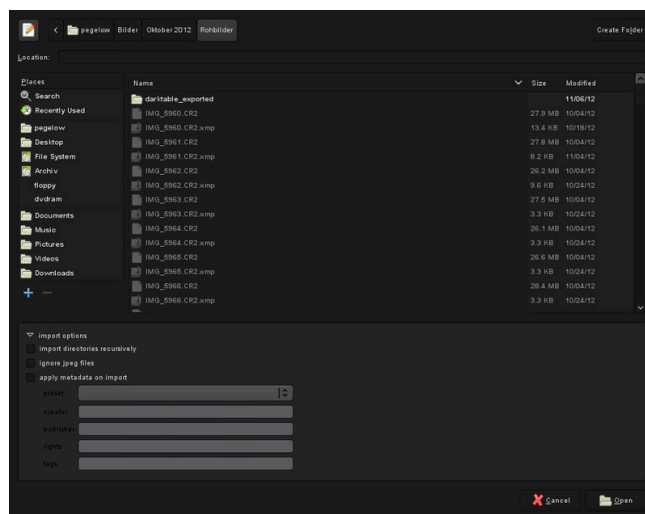 pegelow Bilder Oktober 2012 Rohbilder Create Folder
Location:
Places
Search
Recently Used
pegelow
Desktop
File System
Archiv
floppy
dvdram
Documents
Music
Pictures
Videos
Downloads
Name Size Modified
darktable_exported 11/06/12
IMG_5960.CR2 27.9 MB 10/04/12
IMG_5960.CR2.xmp 13.4 KB 10/18/12
IMG_5961.CR2 27.8 MB 10/04/12
IMG_5961.CR2.xmp 8.2 KB 11/04/12
IMG_5962.CR2 26.2 MB 10/04/12
IMG_5962.CR2.xmp 9.6 KB 10/24/12
IMG_5963.CR2 27.5 MB 10/04/12
IMG_5963.CR2.xmp 3.3 KB 10/24/12
IMG_5964.CR2 26.1 MB 10/04/12
IMG_5964.CR2.xmp 3.3 KB 10/24/12
IMG_5965.CR2 26.6 MB 10/04/12
IMG_5965.CR2.xmp 3.3 KB 10/24/12
IMG_5966.CR2 28.4 MB 10/04/12
IMG_5966.CR2.xmp 3.3 KB 10/24/12
import options
import directories recursively
ignore jpeg files
apply metadata on import
preset
creator
publisher
rights
tags
Cancel Open